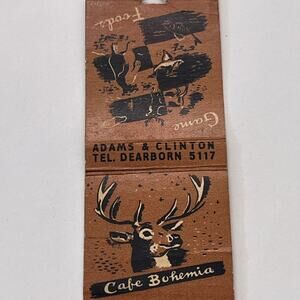 Game
Foods
ADAMS & CLINTON
TEL. DEARBORN 5117
Cafe Bohemia